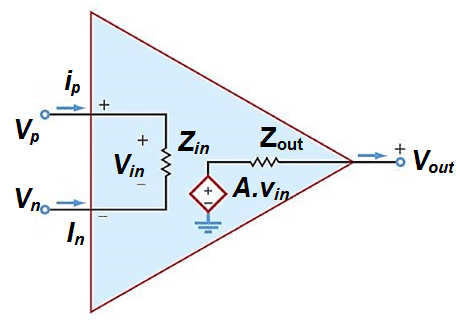 ip
+
Vp
+
Zin
Vin
−
Vn
−
In
Zout
+
−
A.vin
+
Vout
−